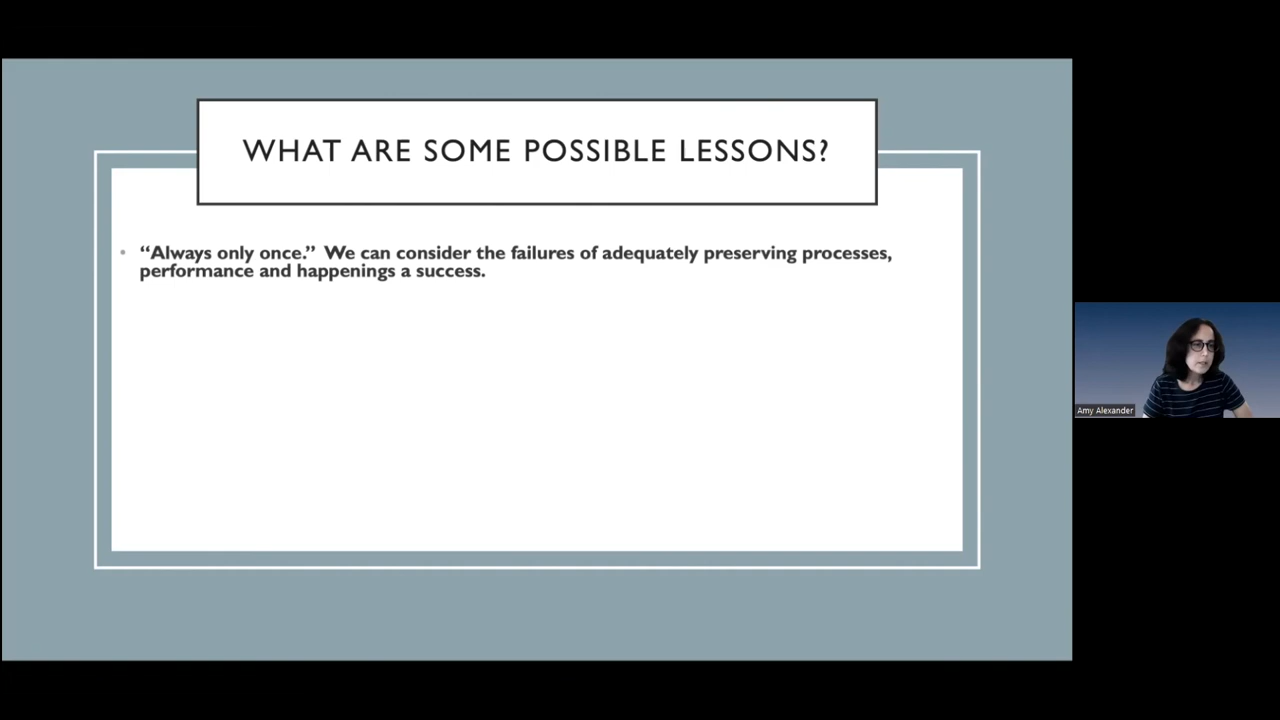 WHAT ARE SOME POSSIBLE LESSONS?
• “Always only once.” We can consider the failures of adequately preserving processes,
performance and happenings a success.
Amy Alexander